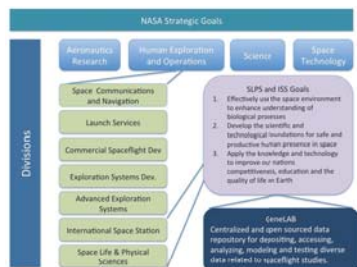 NASA Strategic Goals
Aeronautics
Research
Human Exploration
and Operations
Science
Space
Technology
Divisions
Space Communications
and Navigation
Launch Services
Commercial Spaceflight Dev
Exploration Systems Dev.
Advanced Exploration
Systems
International Space Station
Space Life & Physical
Sciences
SLPS and ISS Goals
1. Effectively use the space environment
to enhance understanding of
biological processes
2. Develop the scientific and
technological foundations for safe and
productive human presence in space
3. Apply the knowledge and technology
to improve our nations
competitiveness, education and the
quality of life on Earth
GeneLAB
Centralized and open sourced data
repository for depositing, accessing,
analyzing, modeling and testing diverse
data related to spaceflight studies.